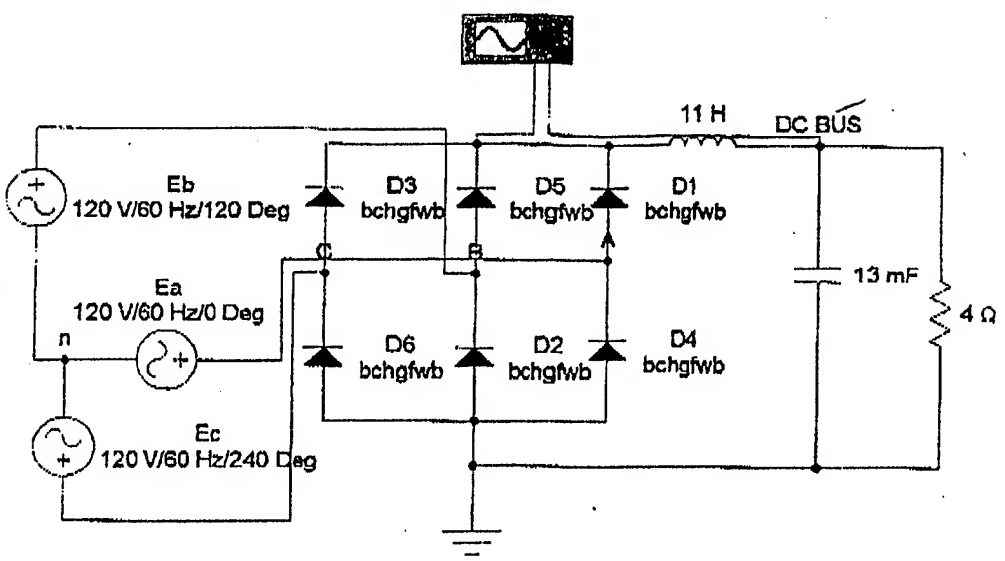 11 H
DC BUS
Eb
120 V/60 Hz/120 Deg
D3
bchgfwb
D5
bchgfwb
D1
bchgfwb
C
B
A
Ea
120 V/60 Hz/0 Deg
n
13 mF
4 Ω
D6
bchgfwb
D2
bchgfwb
D4
bchgfwb
Ec
120 V/60 Hz/240 Deg